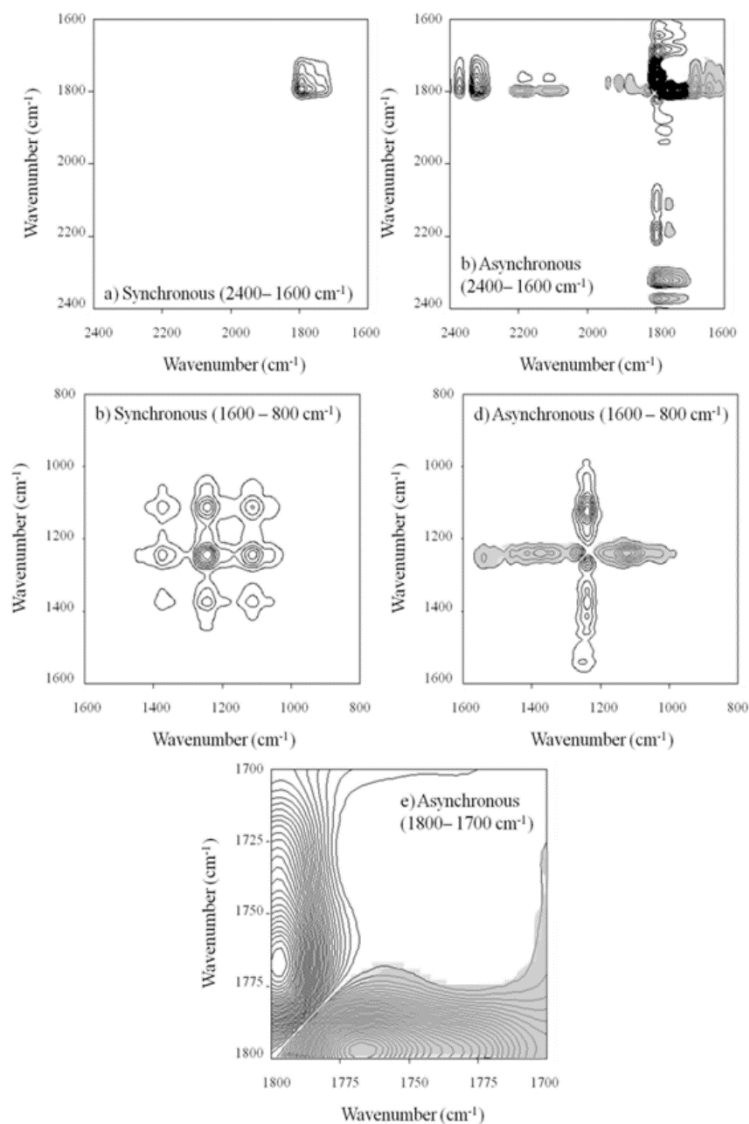 1600
1800
2000
2200
2400
Wavenumber (cm-1)
a) Synchronous (2400– 1600 cm-1)
2400 2200 2000 1800 1600
Wavenumber (cm-1)
1600
1800
2000
2200
2400
Wavenumber (cm-1)
b) Asynchronous
(2400– 1600 cm-1)
2400 2200 2000 1800 1600
Wavenumber (cm-1)
800
1000
1200
1400
1600
Wavenumber (cm-1)
b) Synchronous (1600 – 800 cm-1)
1600 1400 1200 1000 800
Wavenumber (cm-1)
800
1000
1200
1400
1600
Wavenumber (cm-1)
d) Asynchronous (1600 – 800 cm-1)
1600 1400 1200 1000 800
Wavenumber (cm-1)
1700
1725
1750
1775
1800
Wavenumber (cm-1)
e) Asynchronous
(1800– 1700 cm-1)
1800 1775 1750 1775 1700
Wavenumber (cm-1)